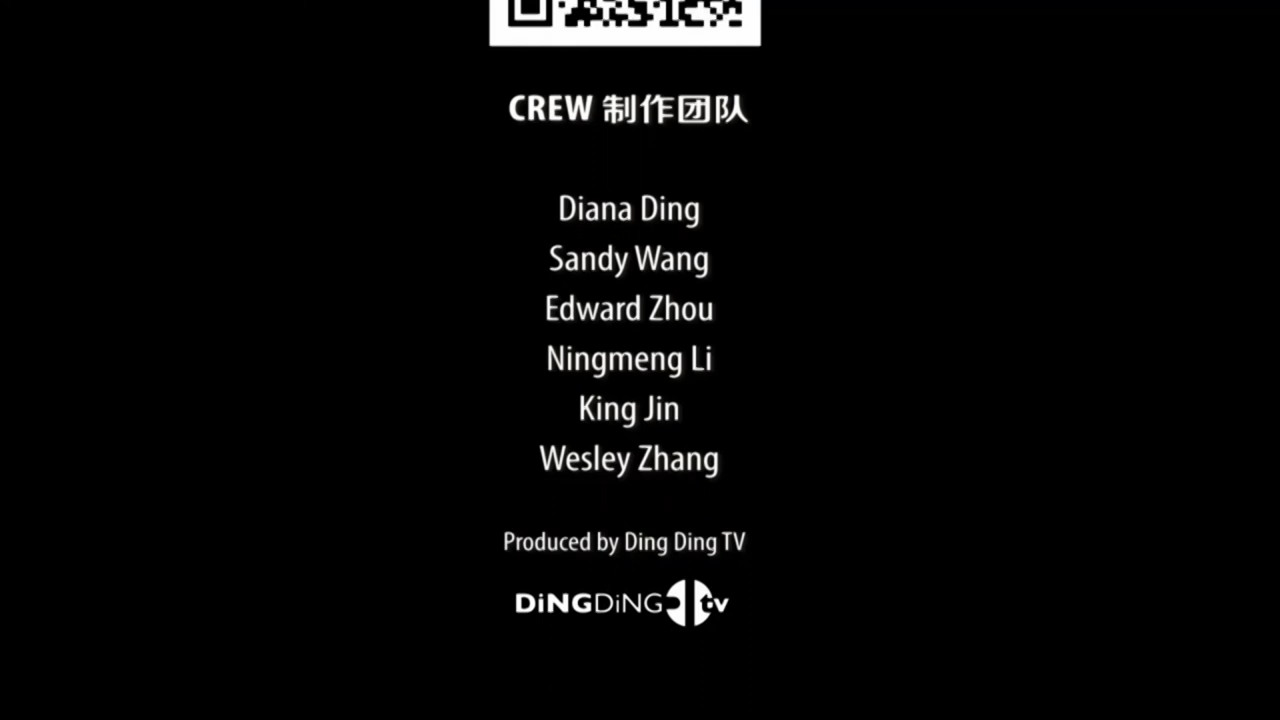 CREW 制作团队
Diana Ding
Sandy Wang
Edward Zhou
Ningmeng Li
King Jin
Wesley Zhang
Produced by Ding Ding TV
DiNGDiNG tv